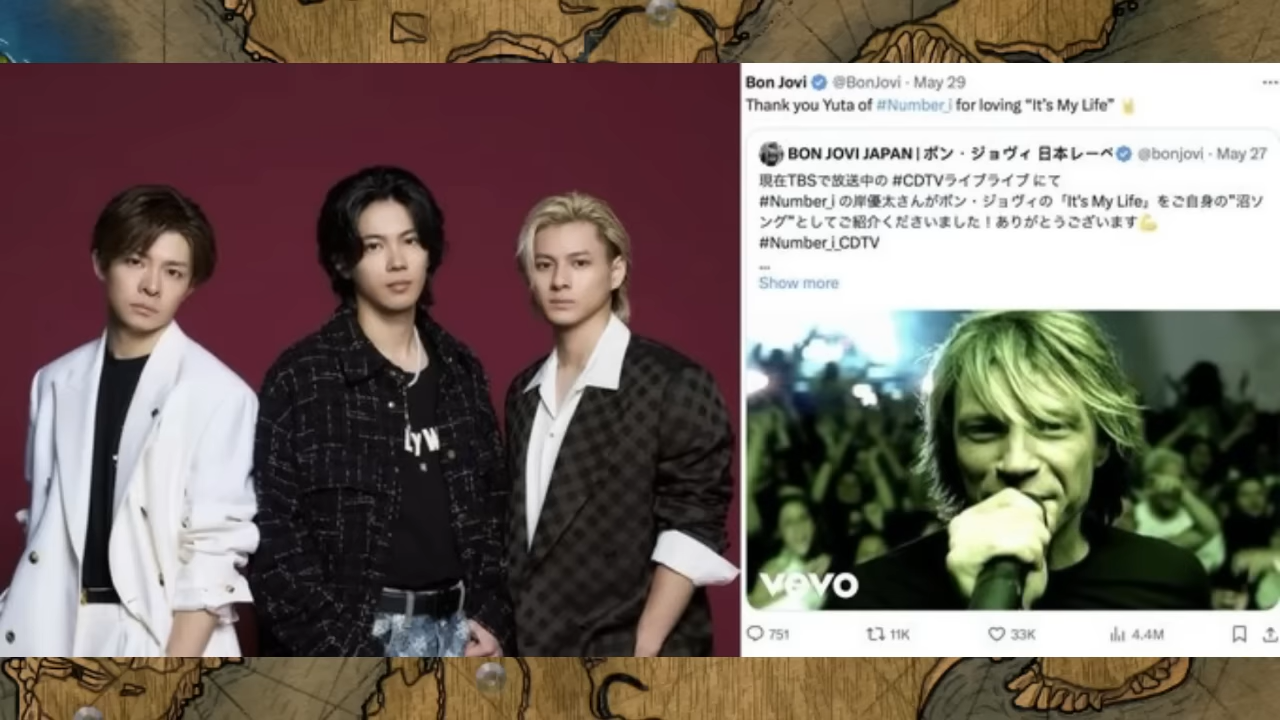 LYW
Bon Jovi @BonJovi · May 29 ...
Thank you Yuta of #Number_i for loving "It's My Life"
BON JOVI JAPAN | ボン・ジョヴィ 日本レーベ @bonjovi · May 27
現在TBSで放送中の #CDTVライブライブ にて
#Number_i の岸優太さんがボン・ジョヴィの「It's My Life」をご自身の"沼ソ
ング"としてご紹介くださいました！ありがとうございます💪
#Number_i_CDTV
...
Show more
vevo
751 11K 33K 4.4M